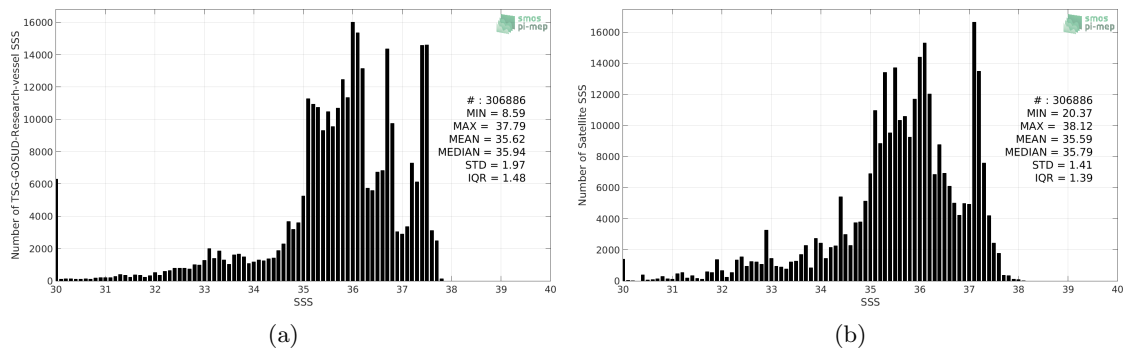 smos
pi-mep
Number of TSG-GOSUD-Research-vessel SSS
16000
14000
12000
10000
8000
6000
4000
2000
0
# : 306886
MIN = 8.59
MAX = 37.79
MEAN = 35.62
MEDIAN = 35.94
STD = 1.97
IQR = 1.48
30 31 32 33 34 35 36 37 38 39 40
SSS
(a)
smos
pi-mep
Number of Satellite SSS
16000
14000
12000
10000
8000
6000
4000
2000
0
# : 306886
MIN = 20.37
MAX = 38.12
MEAN = 35.59
MEDIAN = 35.79
STD = 1.41
IQR = 1.39
30 31 32 33 34 35 36 37 38 39 40
SSS
(b)